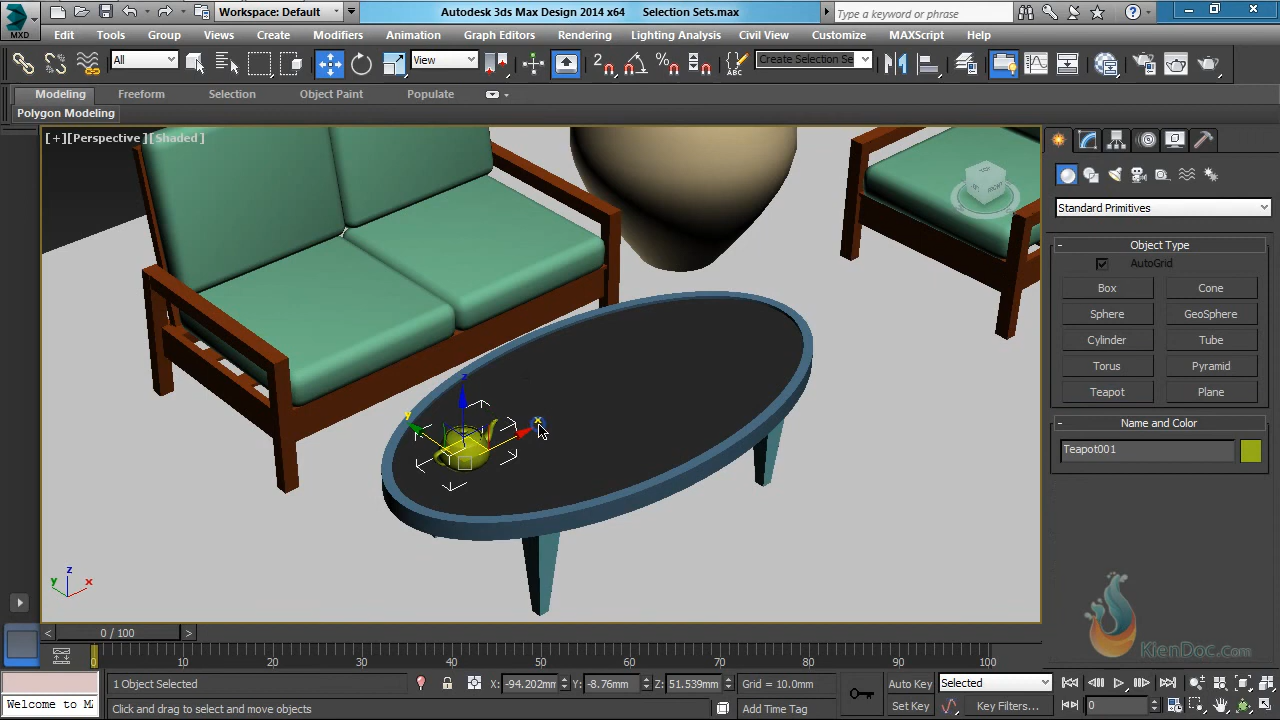 MXD
Workspace: Default
Autodesk 3ds Max Design 2014 x64 Selection Sets.max
Type a keyword or phrase
Edit Tools Group Views Create Modifiers Animation Graph Editors Rendering Lighting Analysis Civil View Customize MAXScript Help
All
View
Create Selection Se
Modeling Freeform Selection Object Paint Populate
Polygon Modeling
[+][Perspective][Shaded]
Standard Primitives
Object Type
AutoGrid
Box Cone
Sphere GeoSphere
Cylinder Tube
Torus Pyramid
Teapot Plane
Name and Color
Teapot001
z
y
x
z
y
x
KienDoc.Com
< 0 / 100 >
0 10 20 30 40 50 60 70 80 90 100
1 Object Selected
X: -94.202mm Y: -8.76mm Z: 51.539mm Grid = 10.0mm
Auto Key Selected
Welcome to M
Click and drag to select and move objects
Add Time Tag
Set Key Key Filters...
0